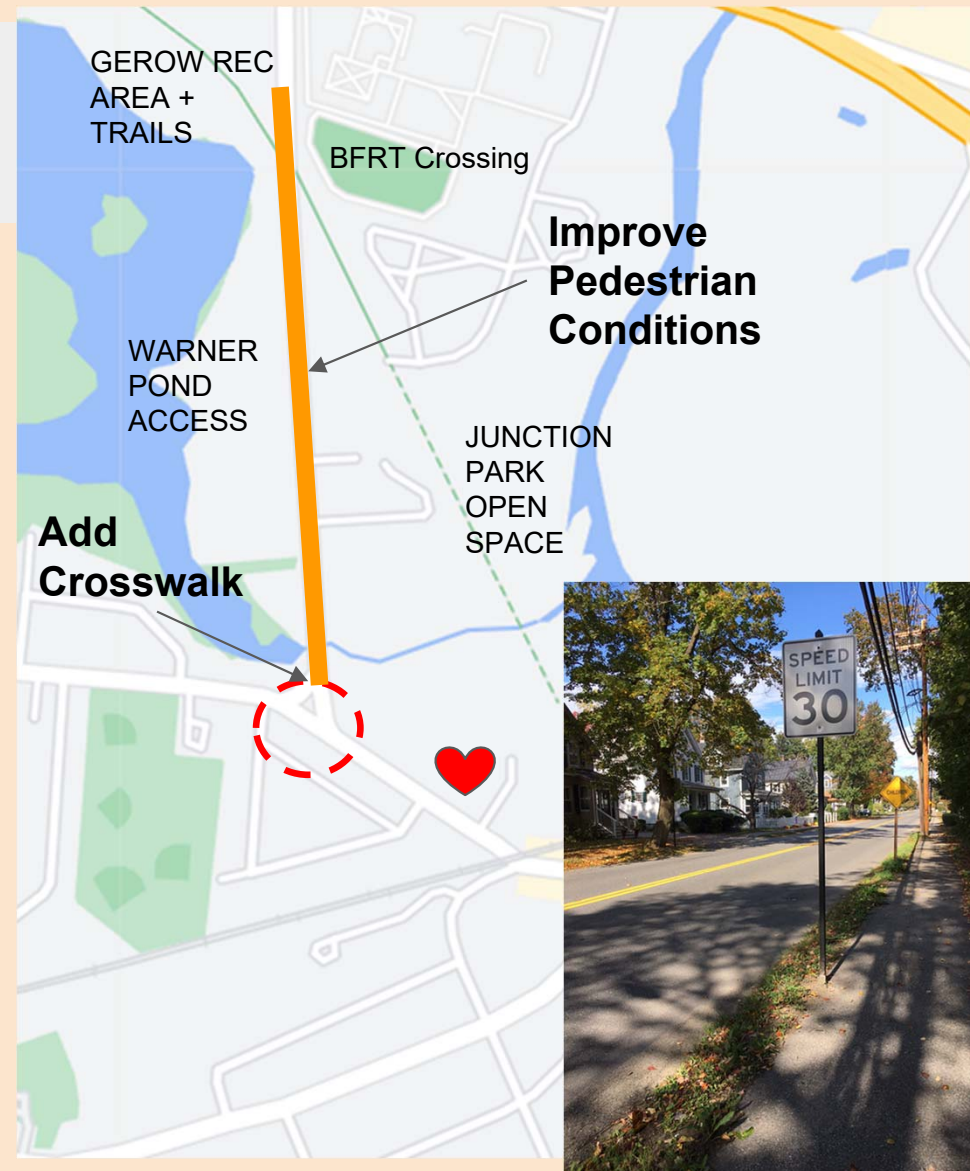 GEROW REC
AREA +
TRAILS
BFRT Crossing
Improve
Pedestrian
Conditions
WARNER
POND
ACCESS
JUNCTION
PARK
OPEN
SPACE
Add
Crosswalk
SPEED
LIMIT
30